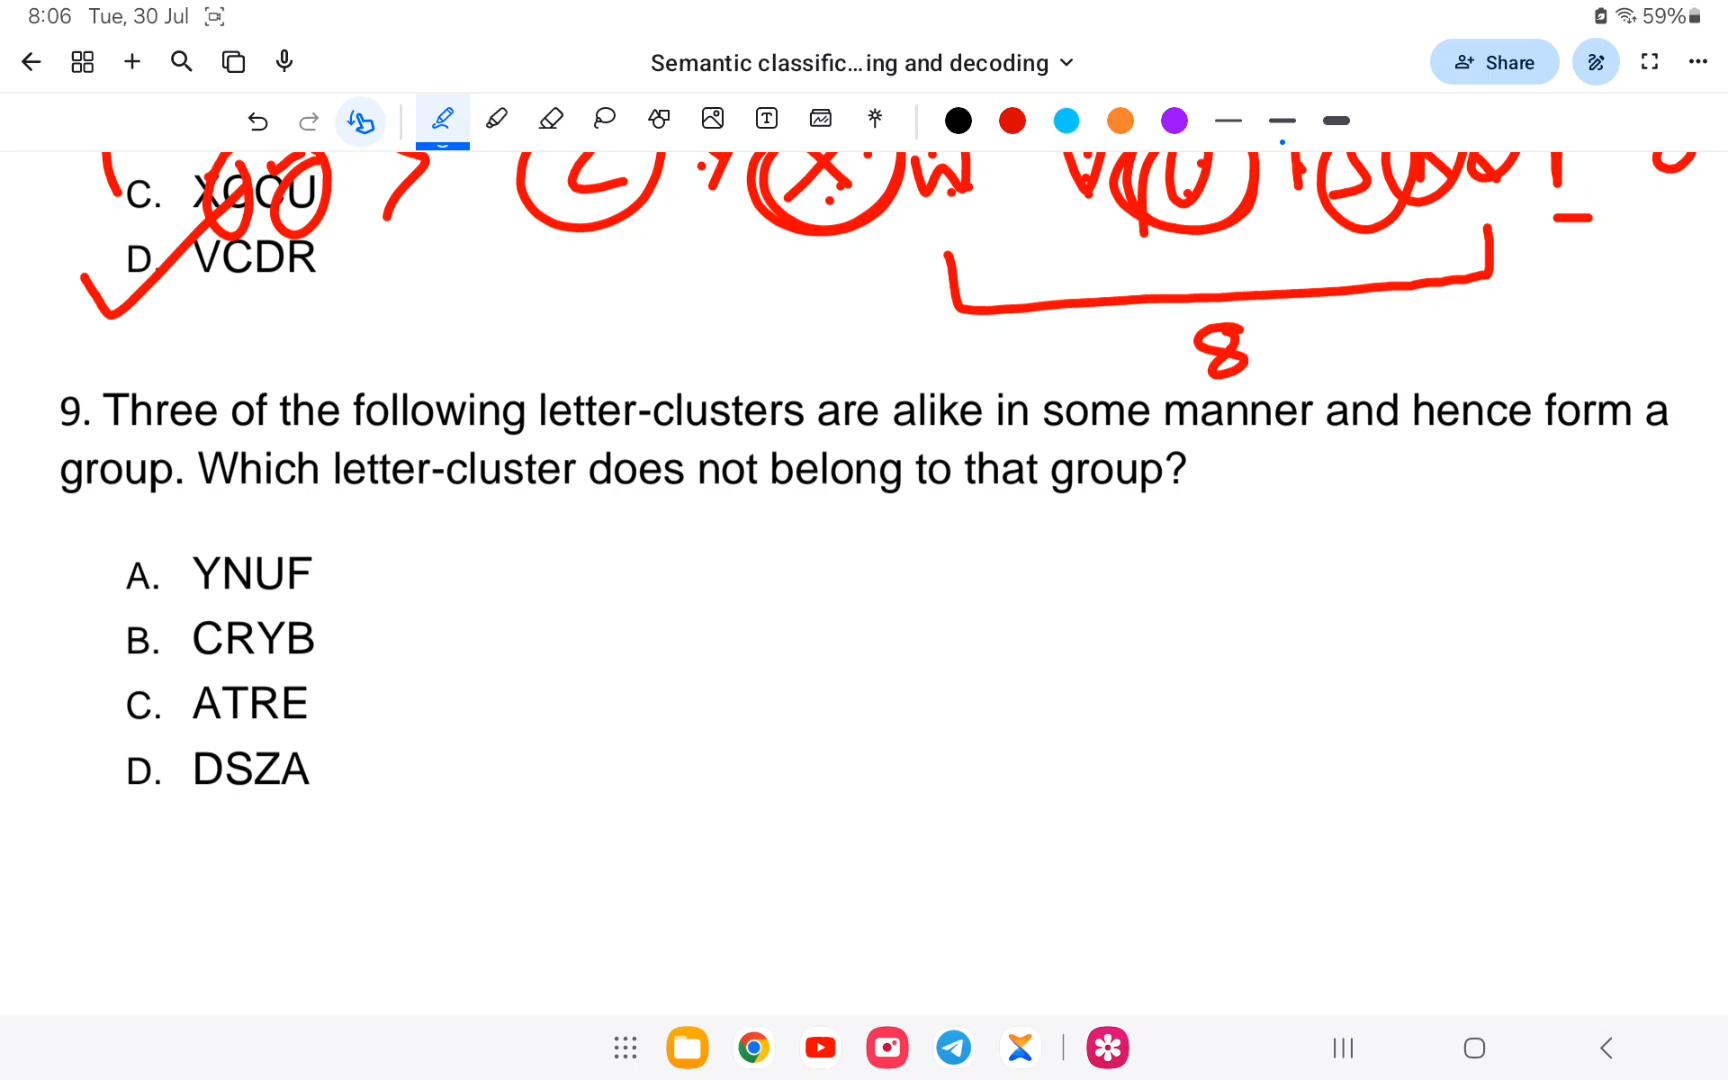 8:06 Tue, 30 Jul 59%
Semantic classific...ing and decoding Share
C. XCCU
D. VCDR
8
9. Three of the following letter-clusters are alike in some manner and hence form a
group. Which letter-cluster does not belong to that group?
A. YNUF
B. CRYB
C. ATRE
D. DSZA